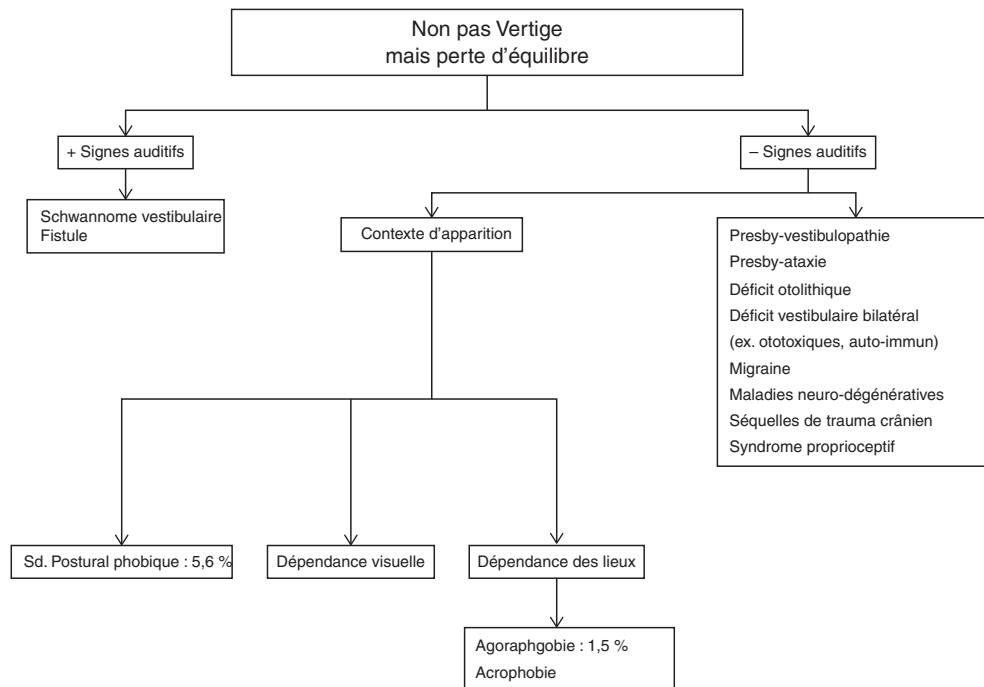 Non pas Vertige
mais perte d'équilibre
+ Signes auditifs
– Signes auditifs
Schwannome vestibulaire
Fistule
Contexte d'apparition
Presby-vestibulopathie
Presby-ataxie
Déficit otolithique
Déficit vestibulaire bilatéral
(ex. ototoxiques, auto-immun)
Migraine
Maladies neuro-dégénératives
Séquelles de trauma crânien
Syndrome proprioceptif
Sd. Postural phobique : 5,6 %
Dépendance visuelle
Dépendance des lieux
Agoraphgobie : 1,5 %
Acrophobie